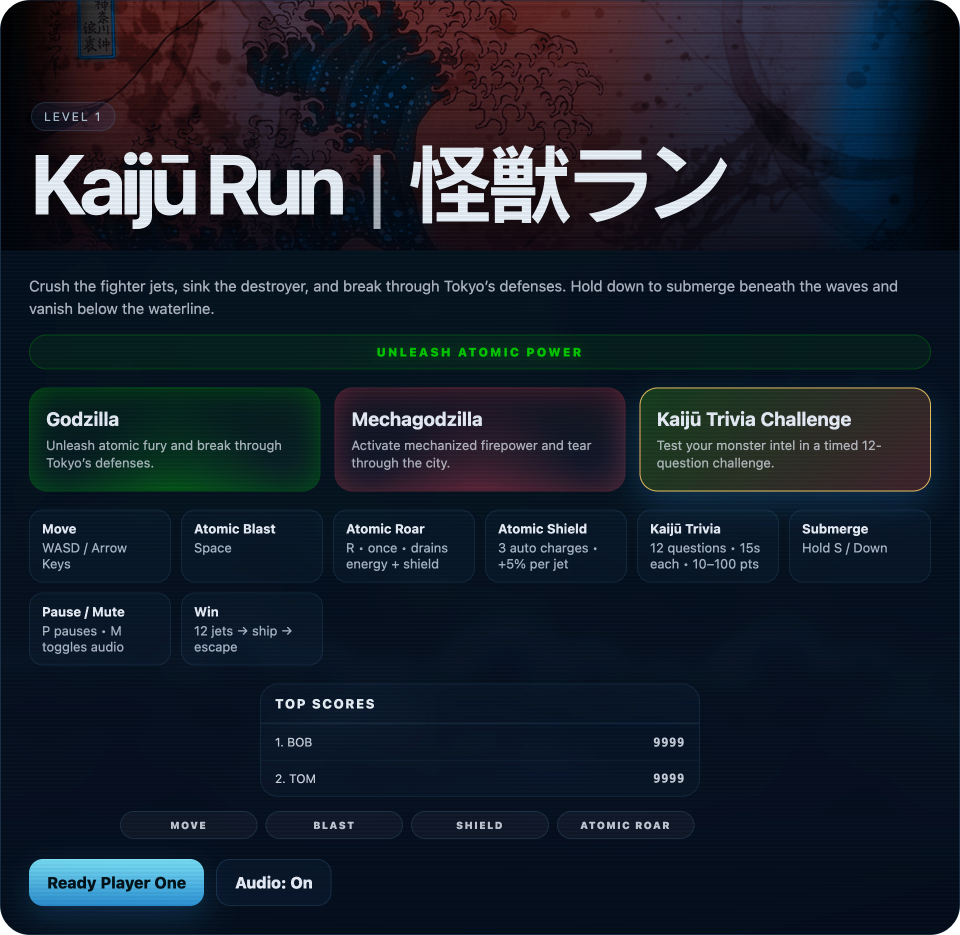 神奈川沖
浪裏
LEVEL 1
Kaijū Run | 怪獣ラン
Crush the fighter jets, sink the destroyer, and break through Tokyo’s defenses. Hold down to submerge beneath the waves and
vanish below the waterline.
UNLEASH ATOMIC POWER
Godzilla
Unleash atomic fury and break through
Tokyo’s defenses.
Mechagodzilla
Activate mechanized firepower and tear
through the city.
Kaijū Trivia Challenge
Test your monster intel in a timed 12-
question challenge.
Move
WASD / Arrow
Keys
Atomic Blast
Space
Atomic Roar
R • once • drains
energy + shield
Atomic Shield
3 auto charges •
+5% per jet
Kaijū Trivia
12 questions • 15s
each • 10–100 pts
Submerge
Hold S / Down
Pause / Mute
P pauses • M
toggles audio
Win
12 jets → ship →
escape
TOP SCORES
1. BOB 9999
2. TOM 9999
MOVE
BLAST
SHIELD
ATOMIC ROAR
Ready Player One
Audio: On